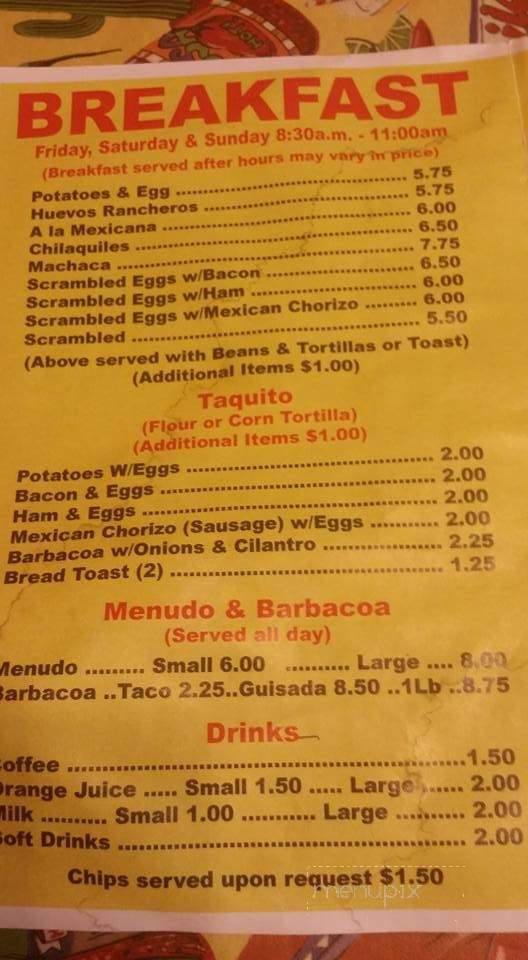 BREAKFAST
Friday, Saturday & Sunday 8:30a.m. - 11:00am
(Breakfast served after hours may vary in price)
Potatoes & Egg ........................................ 5.75
Huevos Rancheros .................................... 5.75
A la Mexicana ........................................... 6.00
Chilaquiles ................................................ 6.50
Machaca .................................................... 7.75
Scrambled Eggs w/Bacon .......................... 6.50
Scrambled Eggs w/Ham ............................. 6.00
Scrambled Eggs w/Mexican Chorizo ......... 6.00
Scrambled .................................................. 5.50
(Above served with Beans & Tortillas or Toast)
(Additional Items $1.00)
Taquito
(Flour or Corn Tortilla)
(Additional Items $1.00)
Potatoes W/Eggs ........................................ 2.00
Bacon & Eggs ............................................. 2.00
Ham & Eggs ................................................ 2.00
Mexican Chorizo (Sausage) w/Eggs ........... 2.00
Barbacoa w/Onions & Cilantro ................... 2.25
Bread Toast (2) ........................................... 1.25
Menudo & Barbacoa
(Served all day)
Menudo ......... Small 6.00 .......... Large .... 8.00
Barbacoa ..Taco 2.25..Guisada 8.50 ..1Lb ..8.75
Drinks
offee ............................................................1.50
Orange Juice ..... Small 1.50 ..... Large ...... 2.00
Milk .......... Small 1.00 ........... Large .......... 2.00
Soft Drinks ................................................... 2.00
Chips served upon request $1.50
menupix